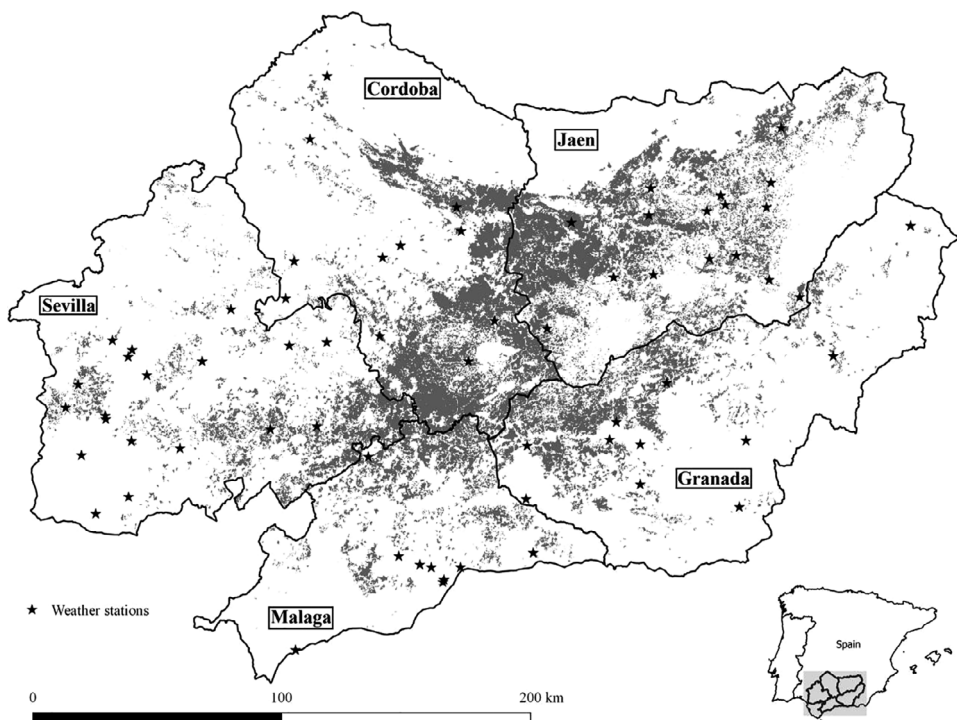 Cordoba
Jaen
Sevilla
Granada
Malaga
Weather stations
Spain
0 100 200 km